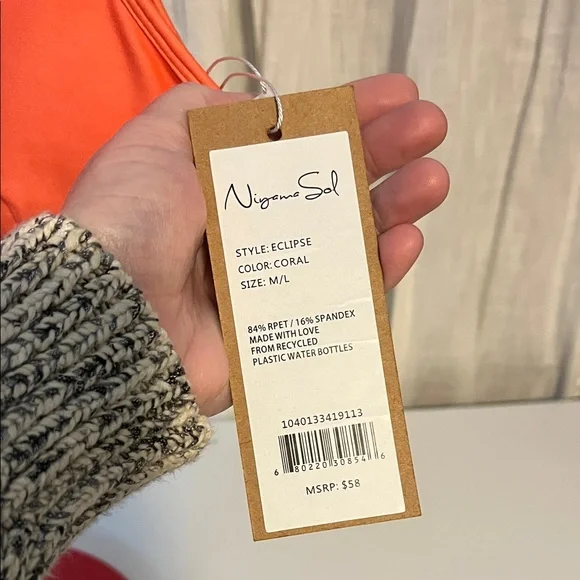 Niyama Sol
STYLE: ECLIPSE
COLOR: CORAL
SIZE: M/L
84% RPET / 16% SPANDEX
MADE WITH LOVE
FROM RECYCLED
PLASTIC WATER BOTTLES
1040133419113
6 80220 30854 6
MSRP: $58